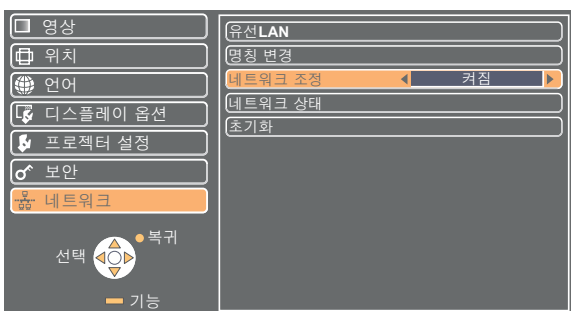 영상
위치
언어
디스플레이 옵션
프로젝터 설정
보안
네트워크
선택
복귀
기능
유선LAN
명칭 변경
네트워크 조정 켜짐
네트워크 상태
초기화